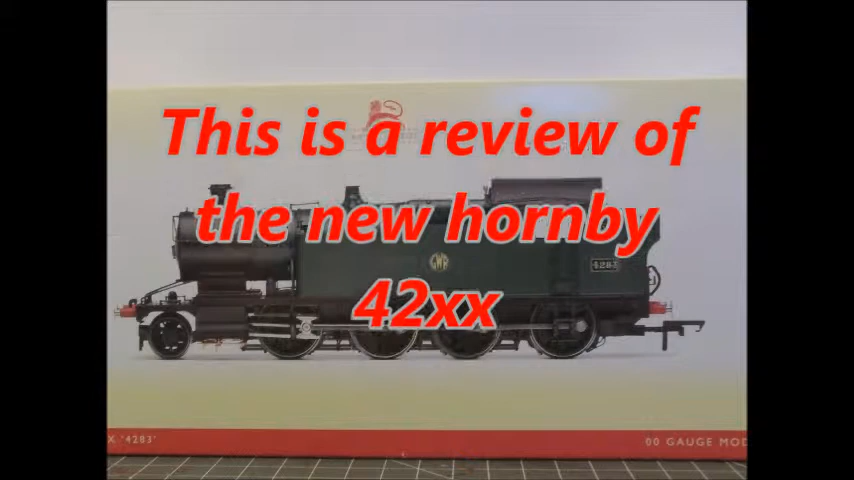 This is a review of
the new hornby
42xx
GWR
4283
X '4283'
00 GAUGE MOD